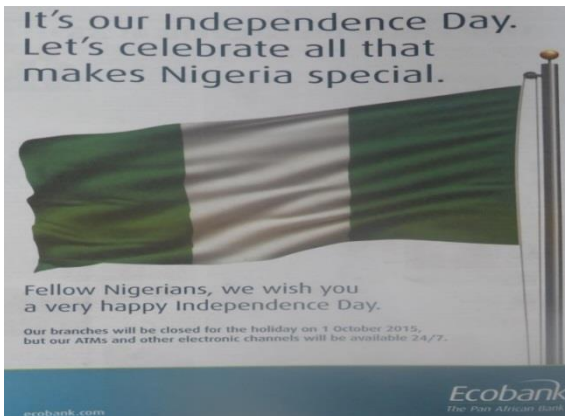 It's our Independence Day.
Let's celebrate all that
makes Nigeria special.
Fellow Nigerians, we wish you
a very happy Independence Day.
Our branches will be closed for the holiday on 1 October 2015,
but our ATMs and other electronic channels will be available 24/7.
ecobank.com
Ecobank
The Pan African Bank